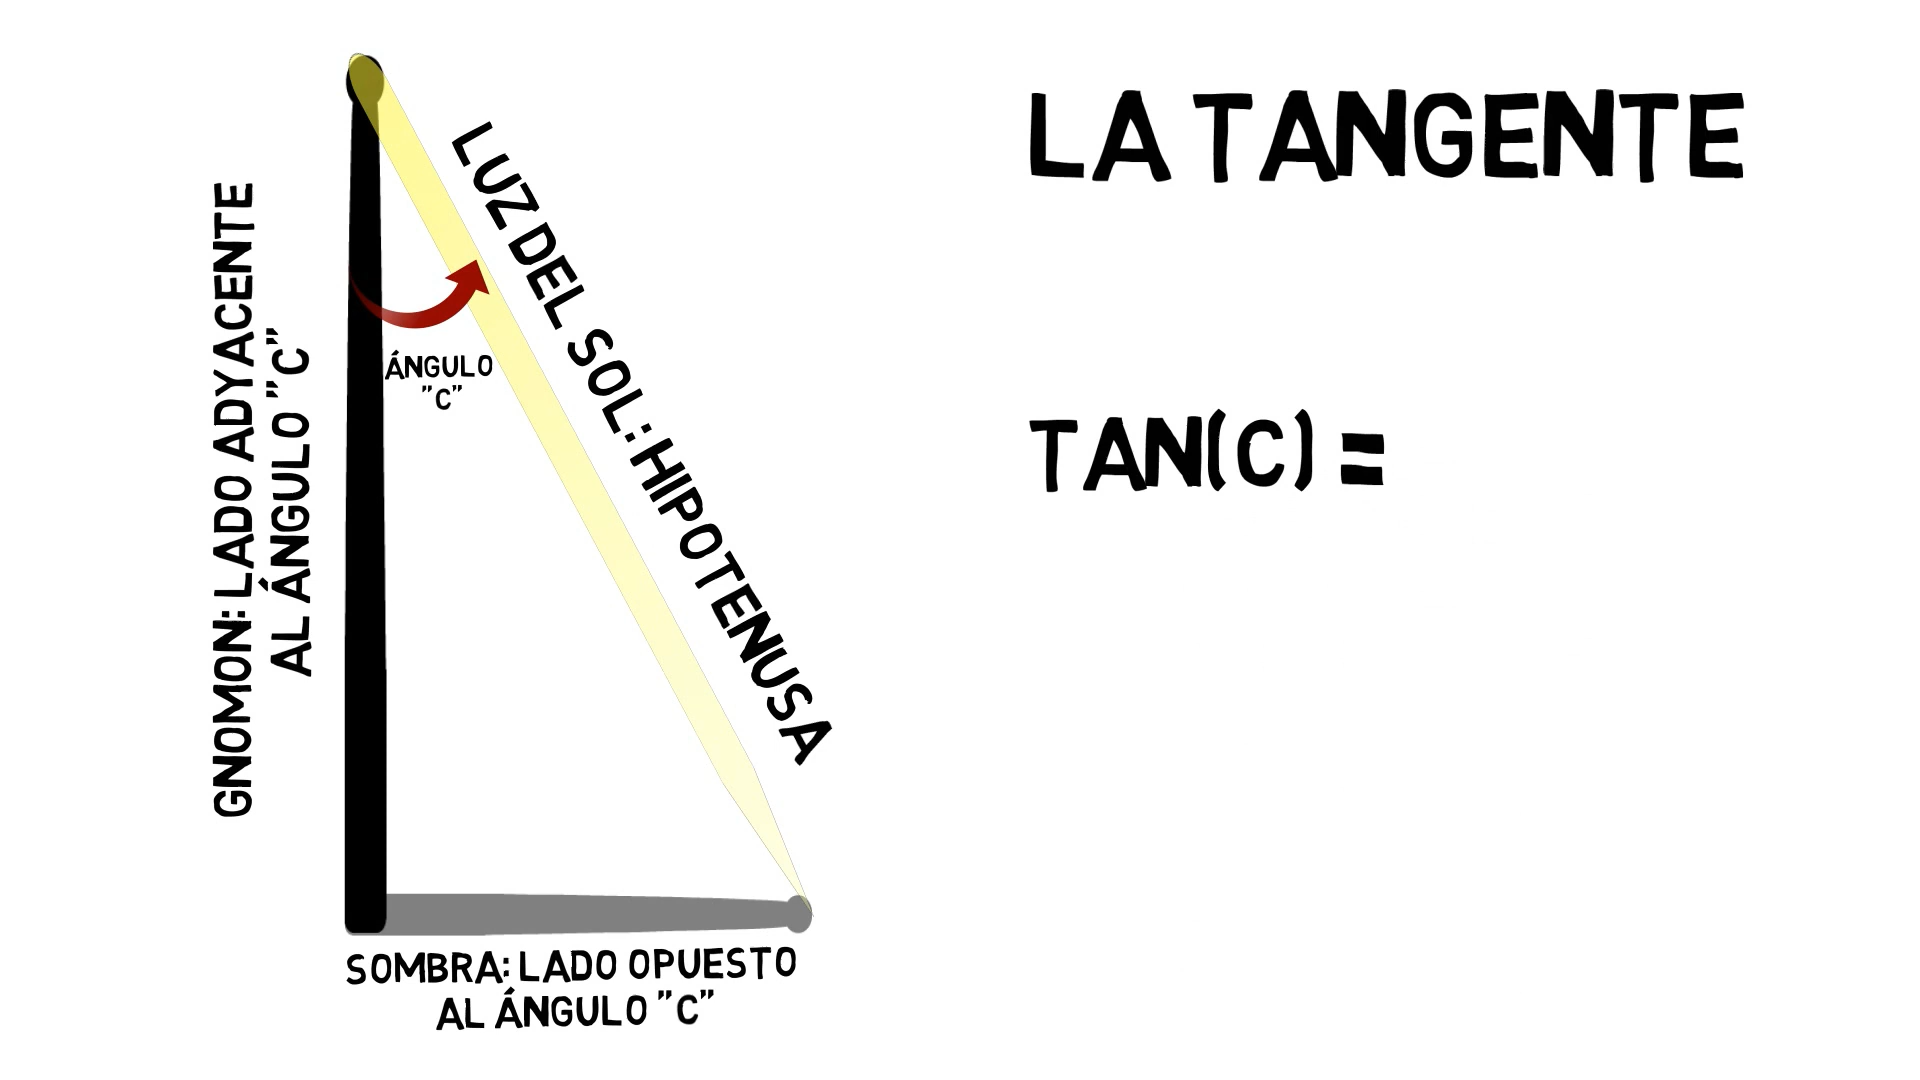 LA TANGENTE
GNOMON: LADO ADYACENTE
AL ÁNGULO "C"
LUZ DEL SOL: HIPOTENUSA
ÁNGULO
"C"
TAN(C) =
SOMBRA: LADO OPUESTO
AL ÁNGULO "C"